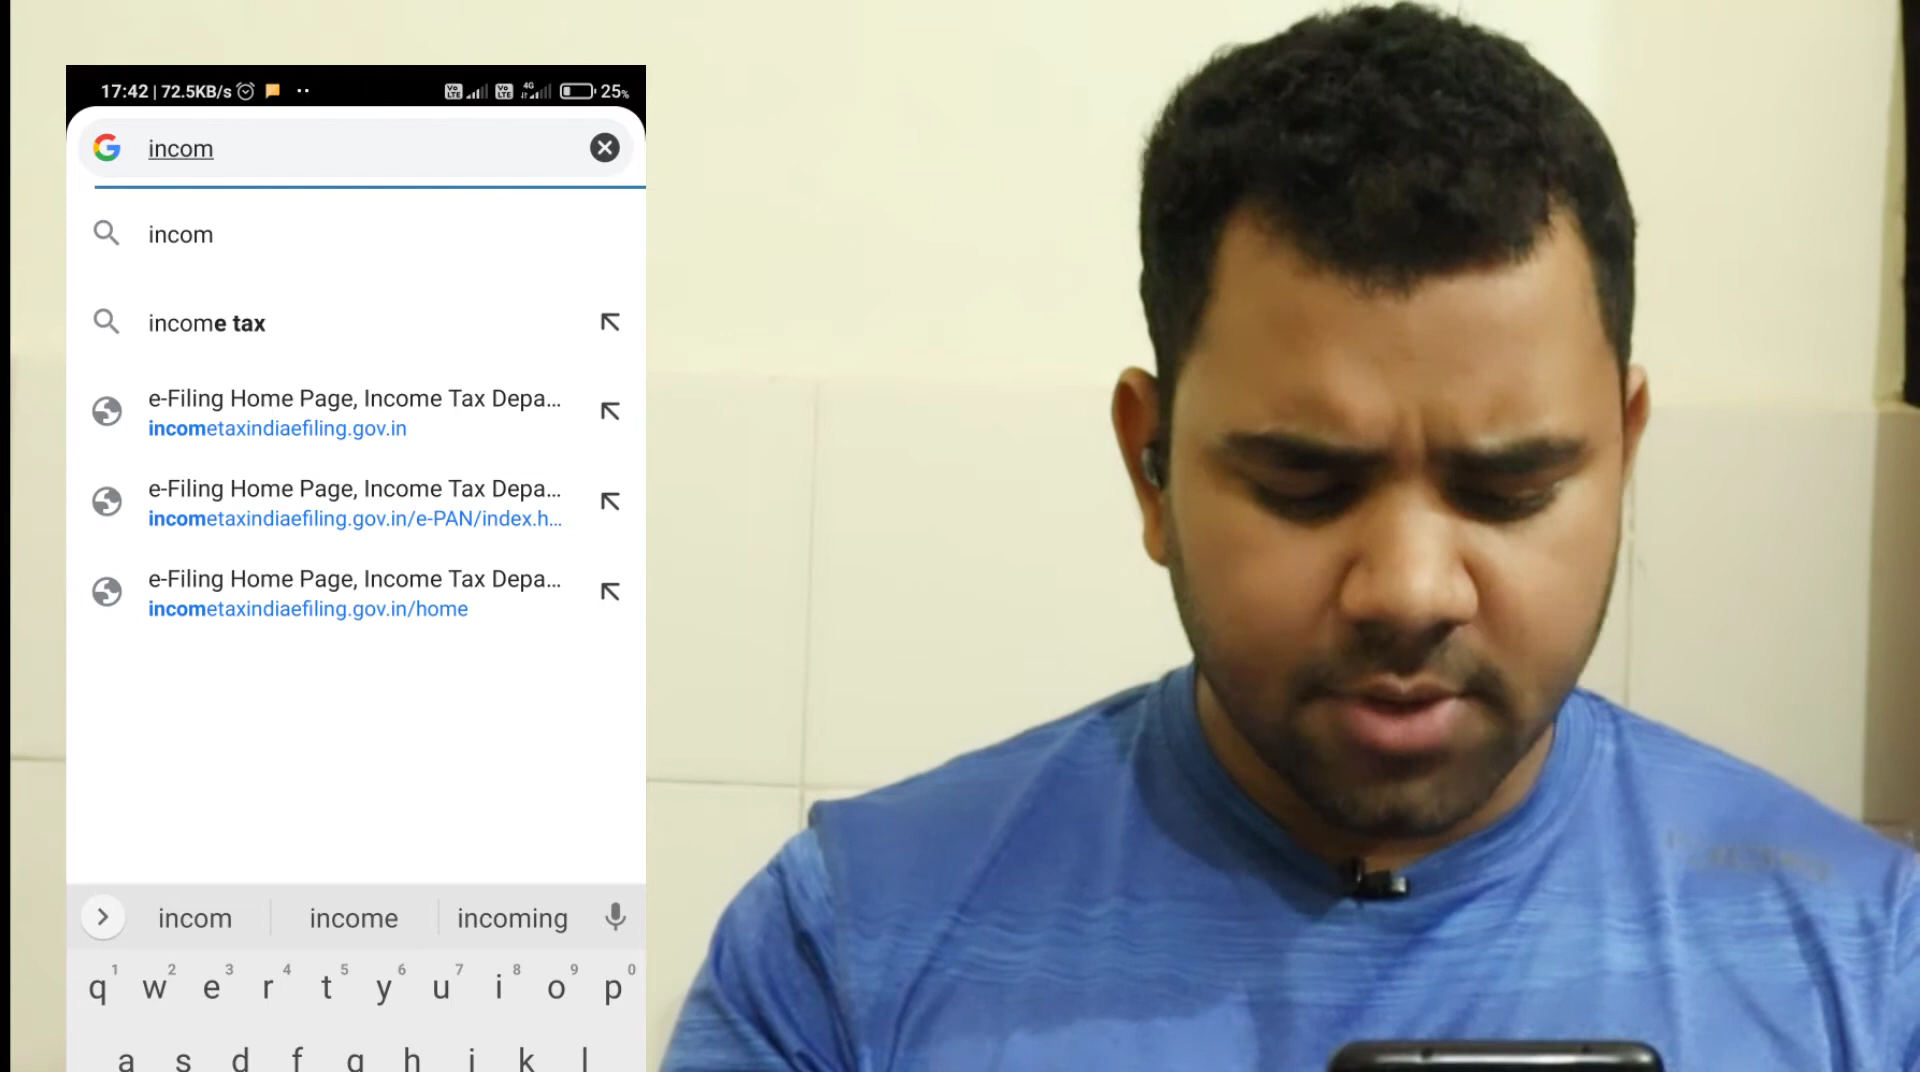 17:42 | 72.5KB/s 25%
incom
incom
income tax
e-Filing Home Page, Income Tax Depa...
incometaxindiaefiling.gov.in
e-Filing Home Page, Income Tax Depa...
incometaxindiaefiling.gov.in/e-PAN/index.h...
e-Filing Home Page, Income Tax Depa...
incometaxindiaefiling.gov.in/home
incom income incoming
1 2 3 4 5 6 7 8 9 0
q w e r t y u i o p
a s d f g h j k l